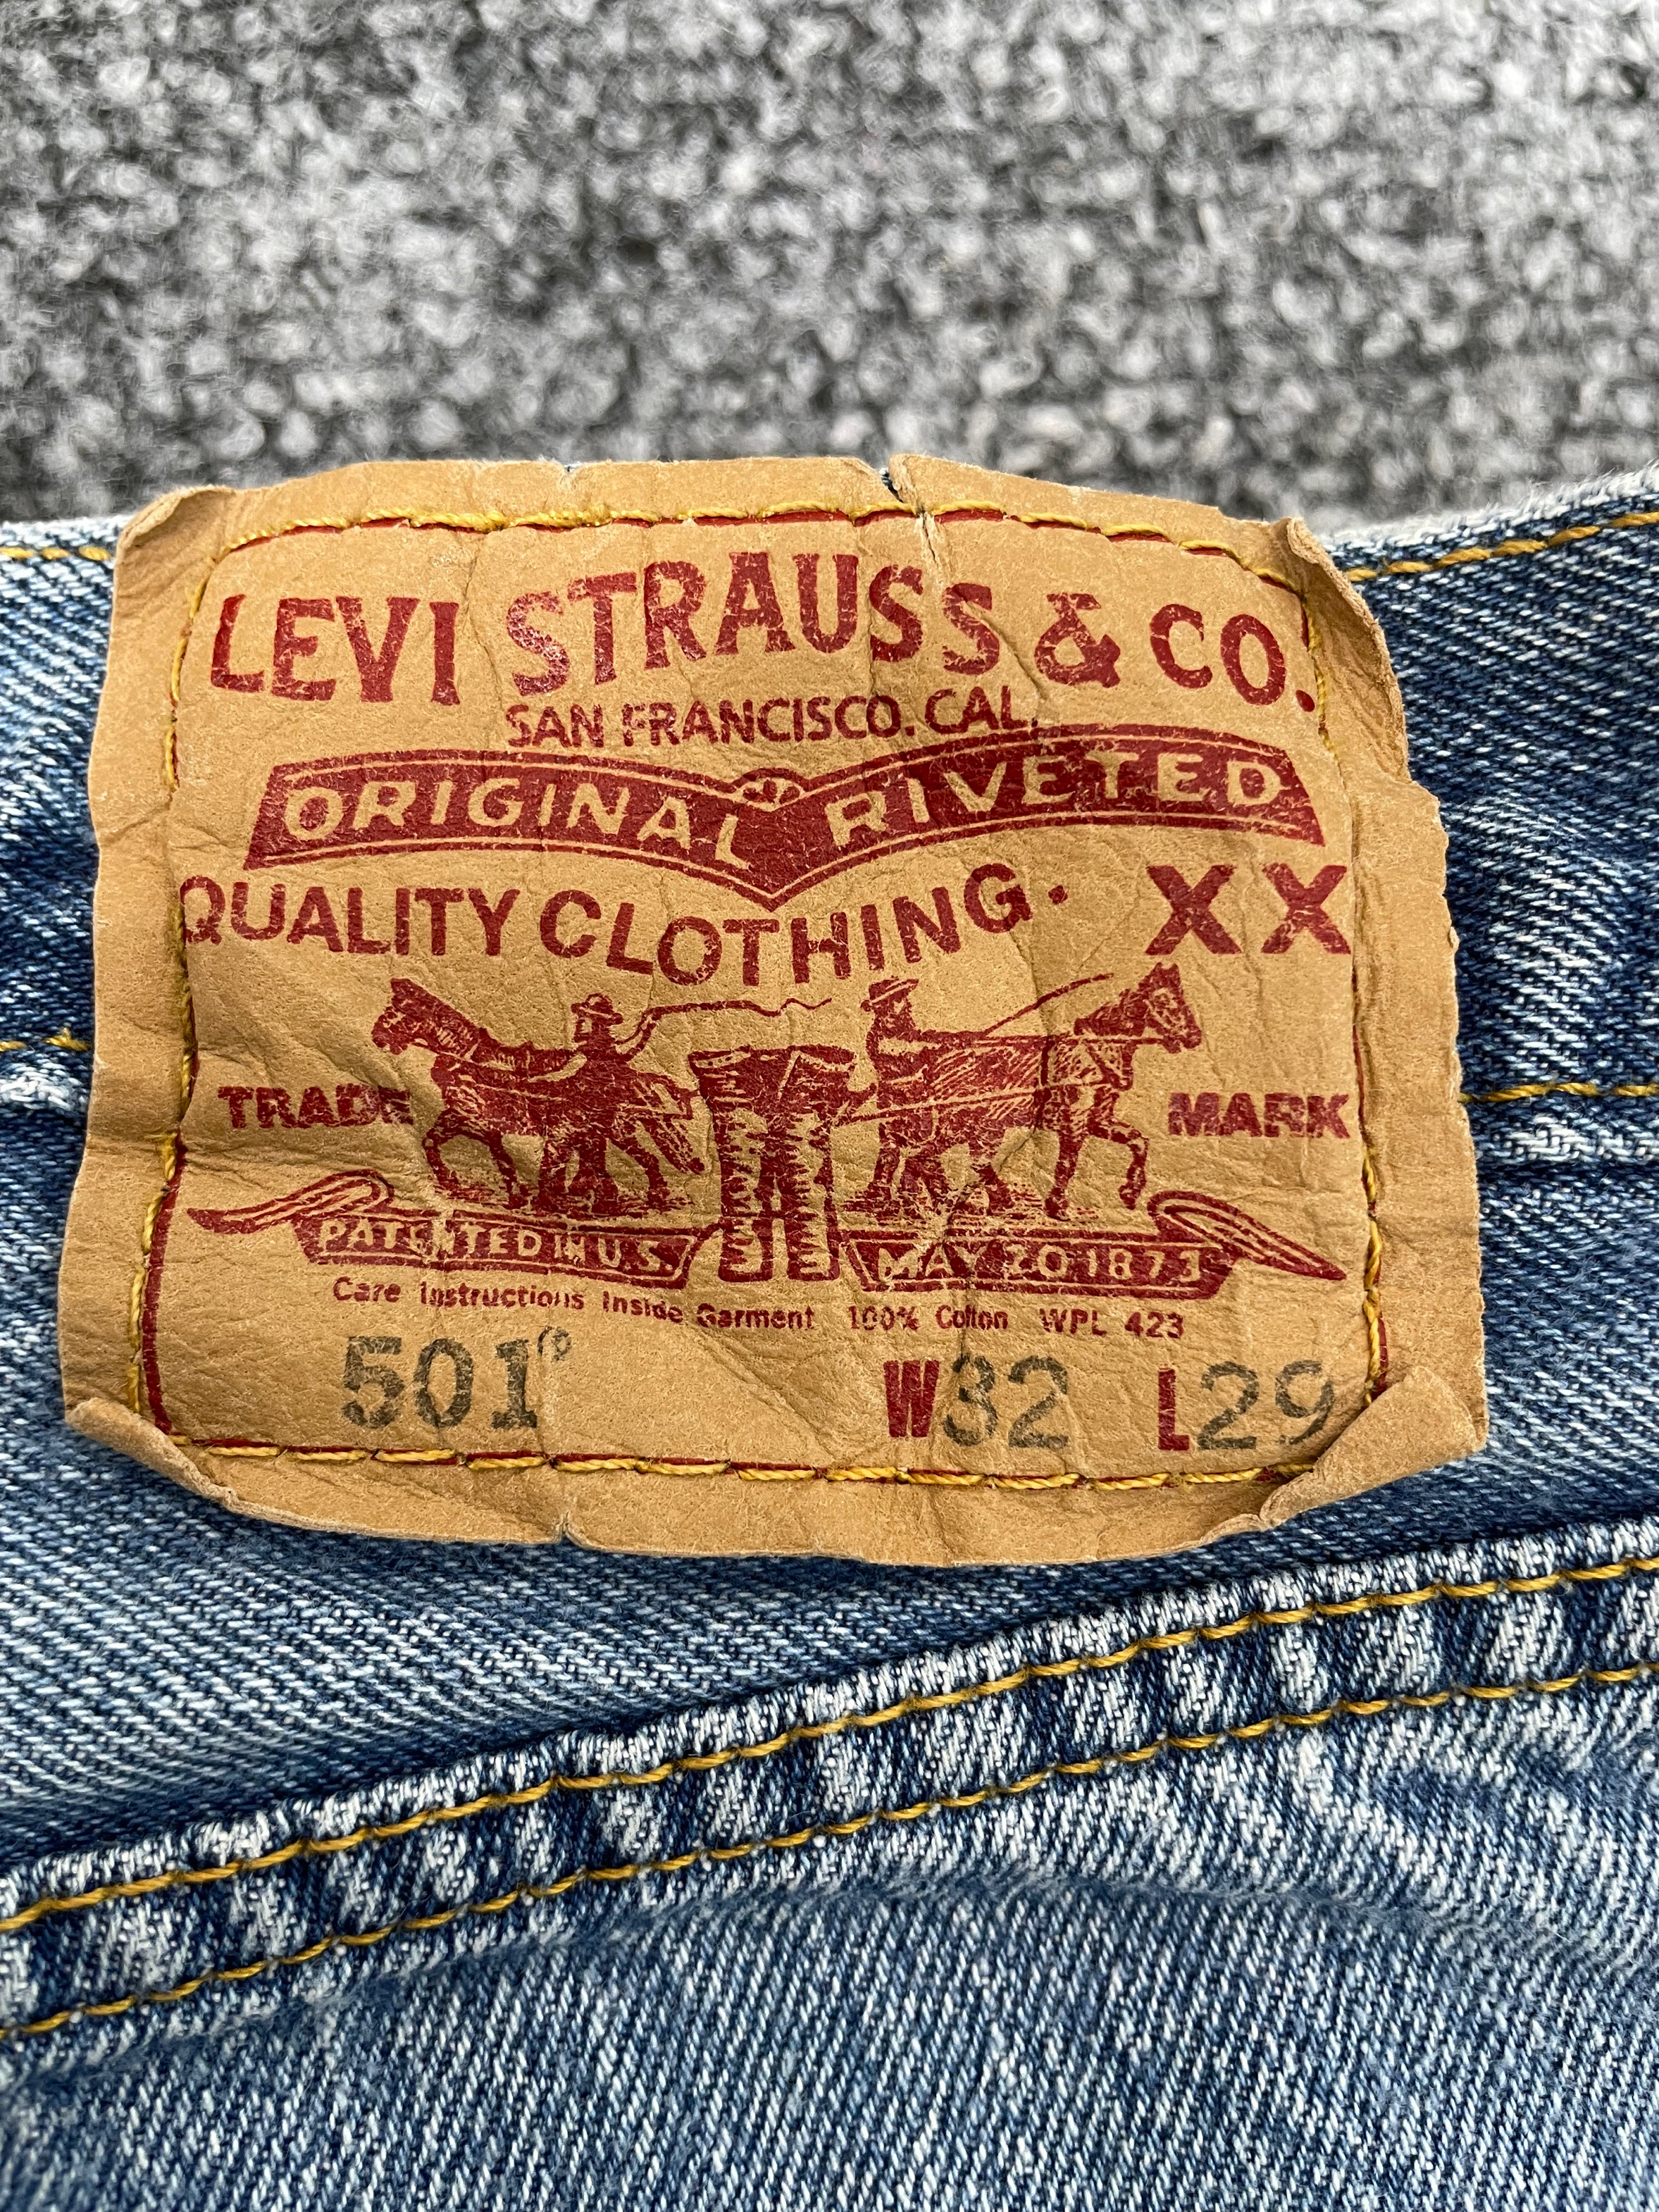 LEVI STRAUSS & CO.
SAN FRANCISCO. CAL.
ORIGINAL RIVETED
QUALITY CLOTHING. XX
TRADE MARK
PATENTED IN U.S. MAY 20 1873
Care Instructions Inside Garment 100% Cotton WPL 423
501® W32 L29